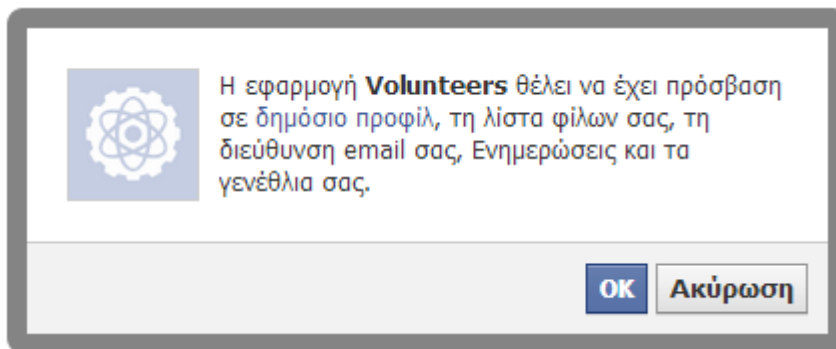 Η εφαρμογή Volunteers θέλει να έχει πρόσβαση
σε δημόσιο προφίλ, τη λίστα φίλων σας, τη
διεύθυνση email σας, Ενημερώσεις και τα
γενέθλια σας.
OK Ακύρωση